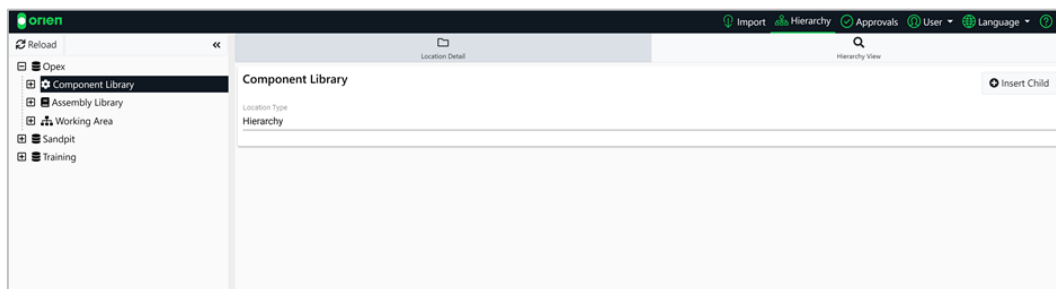 orien
Import Hierarchy Approvals User Language
Reload
Opex
Component Library
Assembly Library
Working Area
Sandpit
Training
Location Detail
Hierarchy View
Component Library
Insert Child
Location Type
Hierarchy